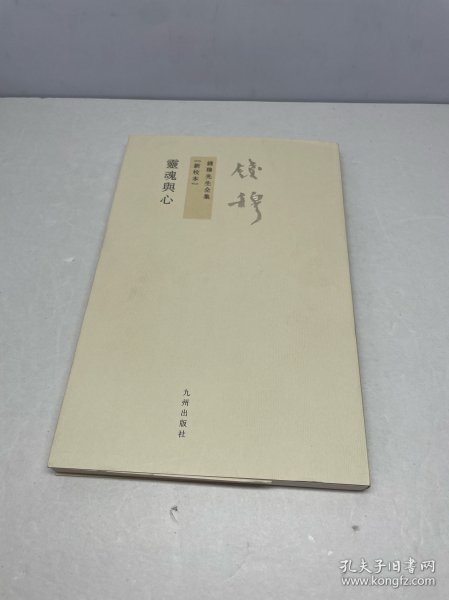 錢穆
錢穆先生全集
[新校本]
靈魂與心
九州出版社
孔夫子旧书网
www.kongfz.com